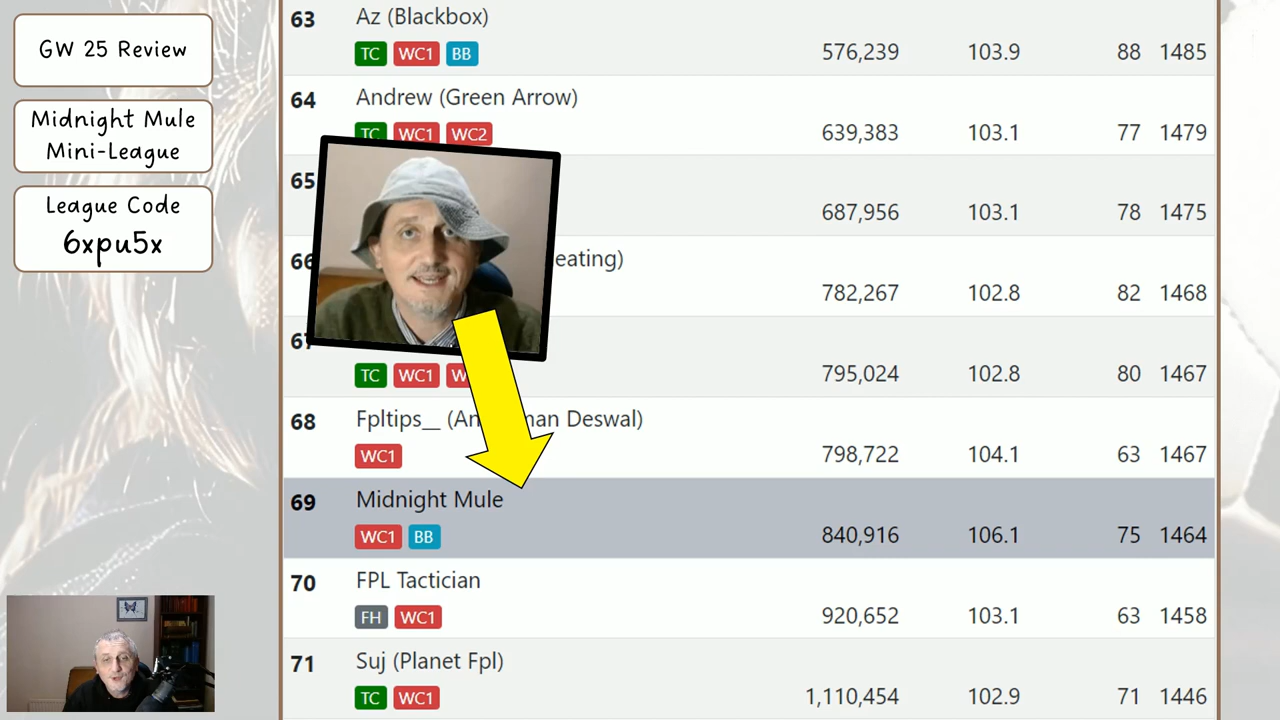 GW 25 Review
Midnight Mule
Mini-League
League Code
6xpu5x
63 Az (Blackbox)
TC WC1 BB 576,239 103.9 88 1485
64 Andrew (Green Arrow)
TC WC1 WC2 639,383 103.1 77 1479
65
687,956 103.1 78 1475
66 eating)
782,267 102.8 82 1468
67
TC WC1 795,024 102.8 80 1467
68 Fpltips__ Deswal)
WC1 798,722 104.1 63 1467
69 Midnight Mule
WC1 BB 840,916 106.1 75 1464
70 FPL Tactician
FH WC1 920,652 103.1 63 1458
71 Suj (Planet Fpl)
TC WC1 1,110,454 102.9 71 1446